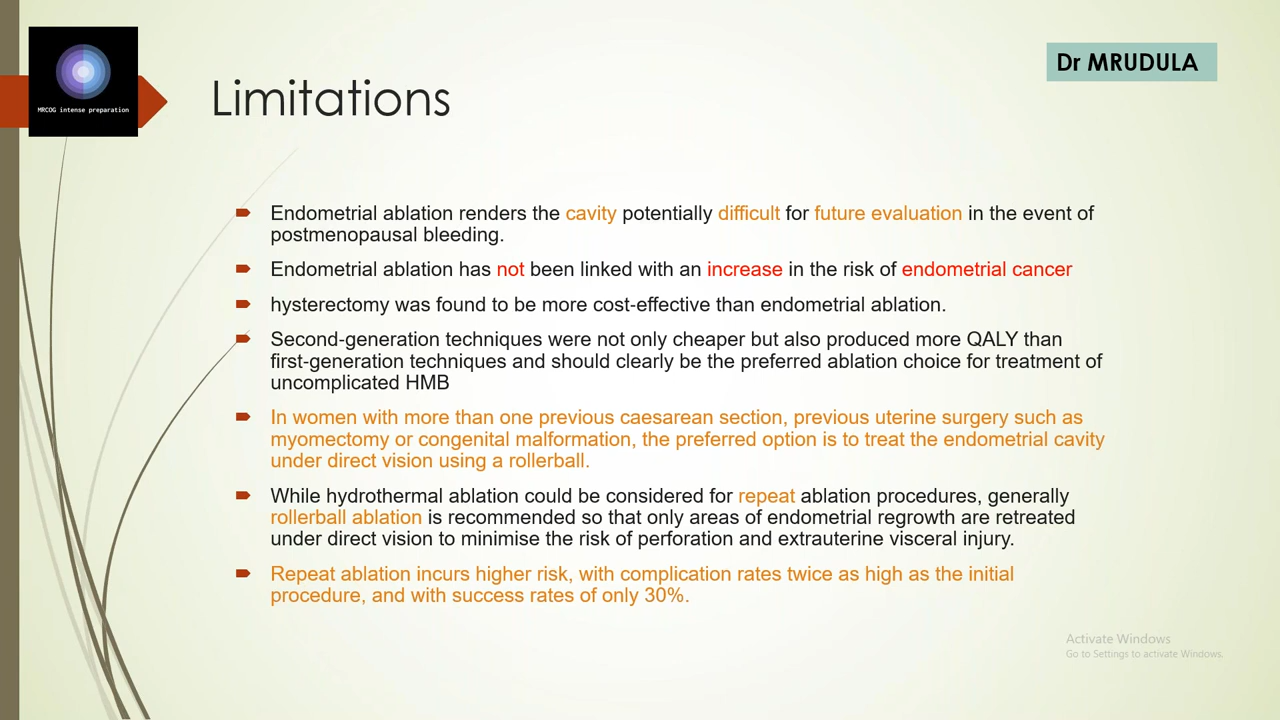 MRCOG intense preparation
Dr MRUDULA
Limitations
Endometrial ablation renders the cavity potentially difficult for future evaluation in the event of
postmenopausal bleeding.
Endometrial ablation has not been linked with an increase in the risk of endometrial cancer
hysterectomy was found to be more cost-effective than endometrial ablation.
Second-generation techniques were not only cheaper but also produced more QALY than
first-generation techniques and should clearly be the preferred ablation choice for treatment of
uncomplicated HMB
In women with more than one previous caesarean section, previous uterine surgery such as
myomectomy or congenital malformation, the preferred option is to treat the endometrial cavity
under direct vision using a rollerball.
While hydrothermal ablation could be considered for repeat ablation procedures, generally
rollerball ablation is recommended so that only areas of endometrial regrowth are retreated
under direct vision to minimise the risk of perforation and extrauterine visceral injury.
Repeat ablation incurs higher risk, with complication rates twice as high as the initial
procedure, and with success rates of only 30%.
Activate Windows
Go to Settings to activate Windows.